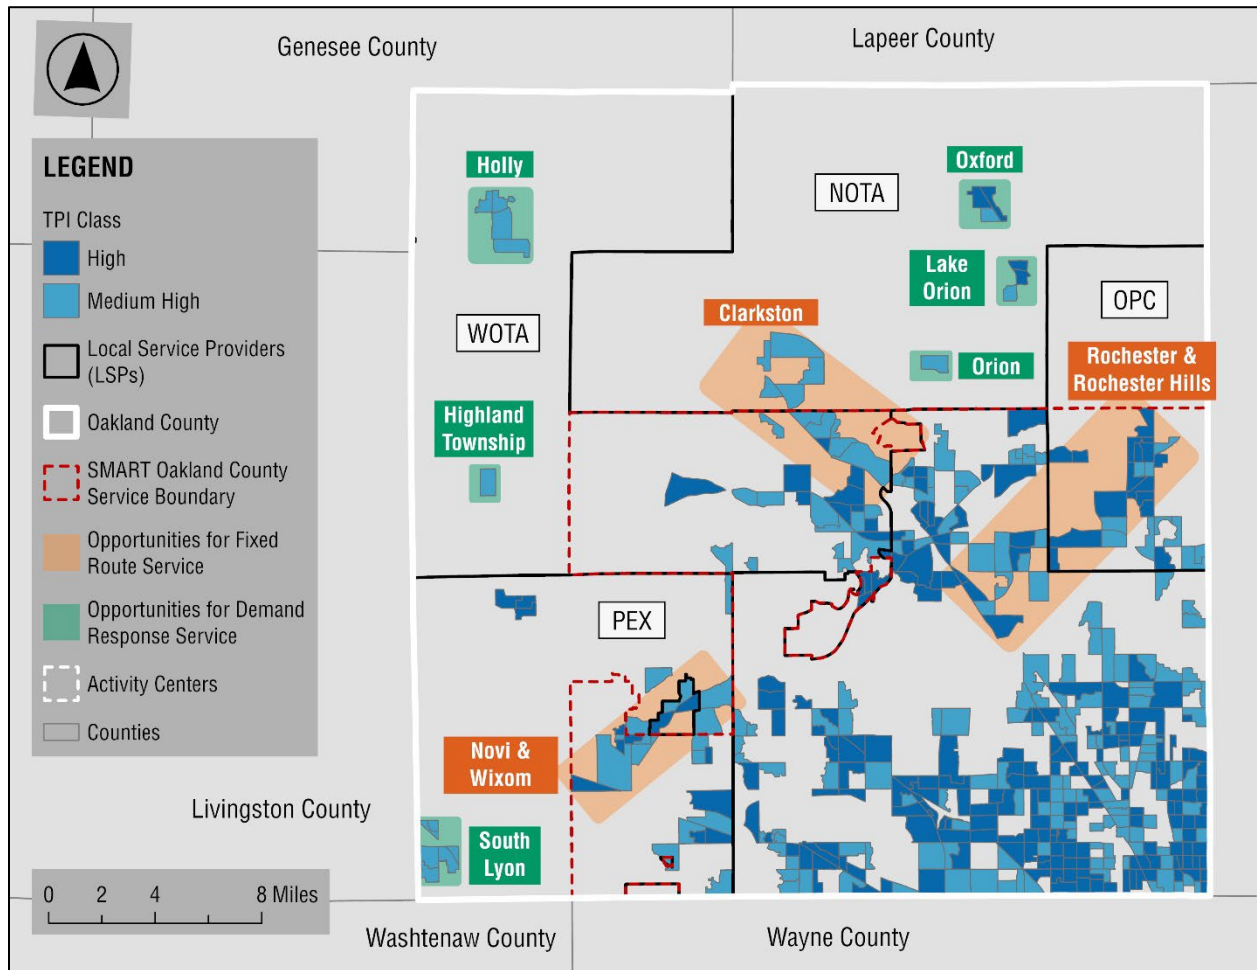 Genesee County
Lapeer County
LEGEND
TPI Class
High
Medium High
Local Service Providers
(LSPs)
Oakland County
SMART Oakland County
Service Boundary
Opportunities for Fixed
Route Service
Opportunities for Demand
Response Service
Activity Centers
Counties
Holly
Oxford
NOTA
Lake
Orion
OPC
Clarkston
WOTA
Orion
Rochester &
Rochester Hills
Highland
Township
PEX
Novi &
Wixom
Livingston County
South
Lyon
0 2 4 8 Miles
Washtenaw County
Wayne County